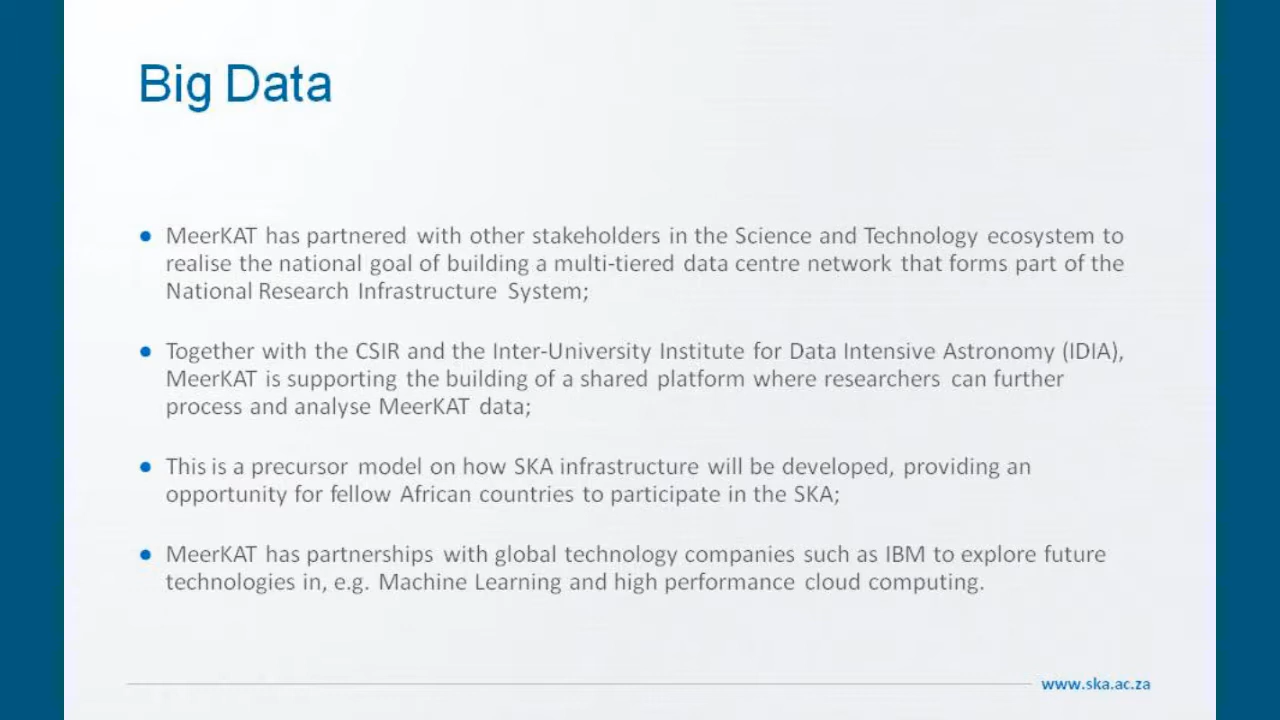 Big Data
● MeerKAT has partnered with other stakeholders in the Science and Technology ecosystem to
realise the national goal of building a multi-tiered data centre network that forms part of the
National Research Infrastructure System;
● Together with the CSIR and the Inter-University Institute for Data Intensive Astronomy (IDIA),
MeerKAT is supporting the building of a shared platform where researchers can further
process and analyse MeerKAT data;
● This is a precursor model on how SKA infrastructure will be developed, providing an
opportunity for fellow African countries to participate in the SKA;
● MeerKAT has partnerships with global technology companies such as IBM to explore future
technologies in, e.g. Machine Learning and high performance cloud computing.
www.ska.ac.za